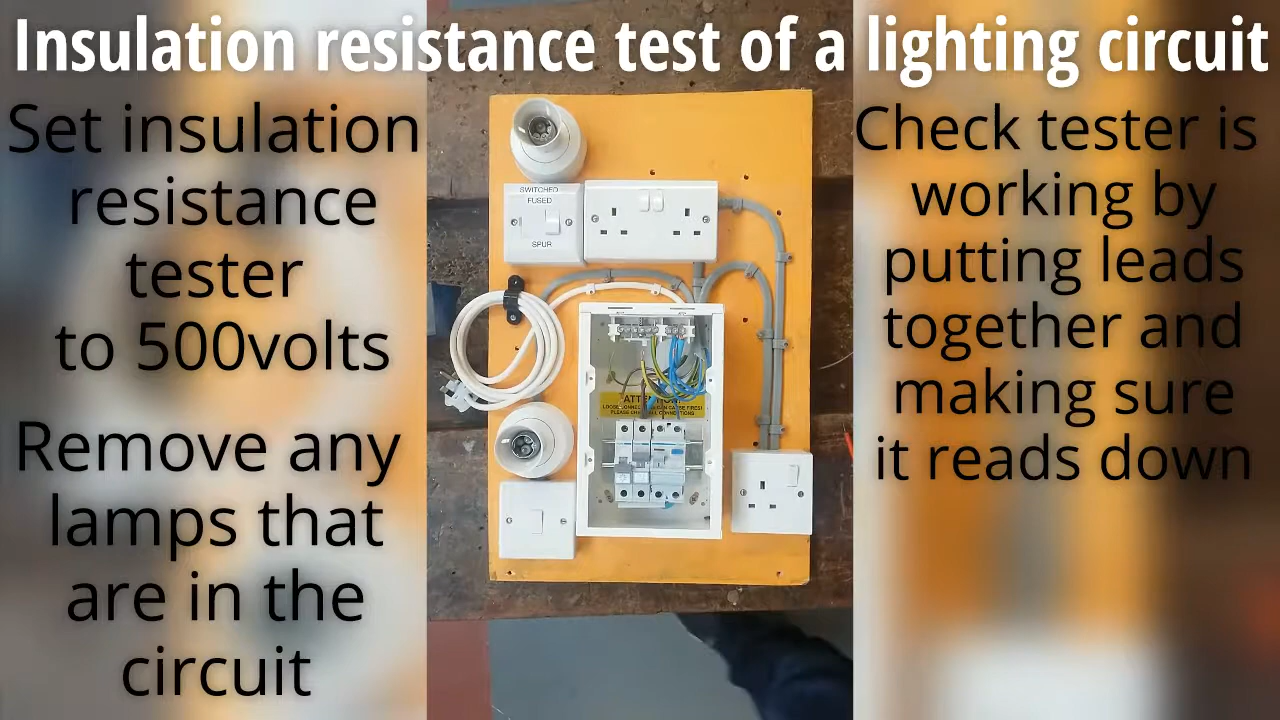 Insulation resistance test of a lighting circuit
Set insulation
resistance
tester
to 500volts
Remove any
lamps that
are in the
circuit
Check tester is
working by
putting leads
together and
making sure
it reads down
SWITCHED
FUSED
SPUR